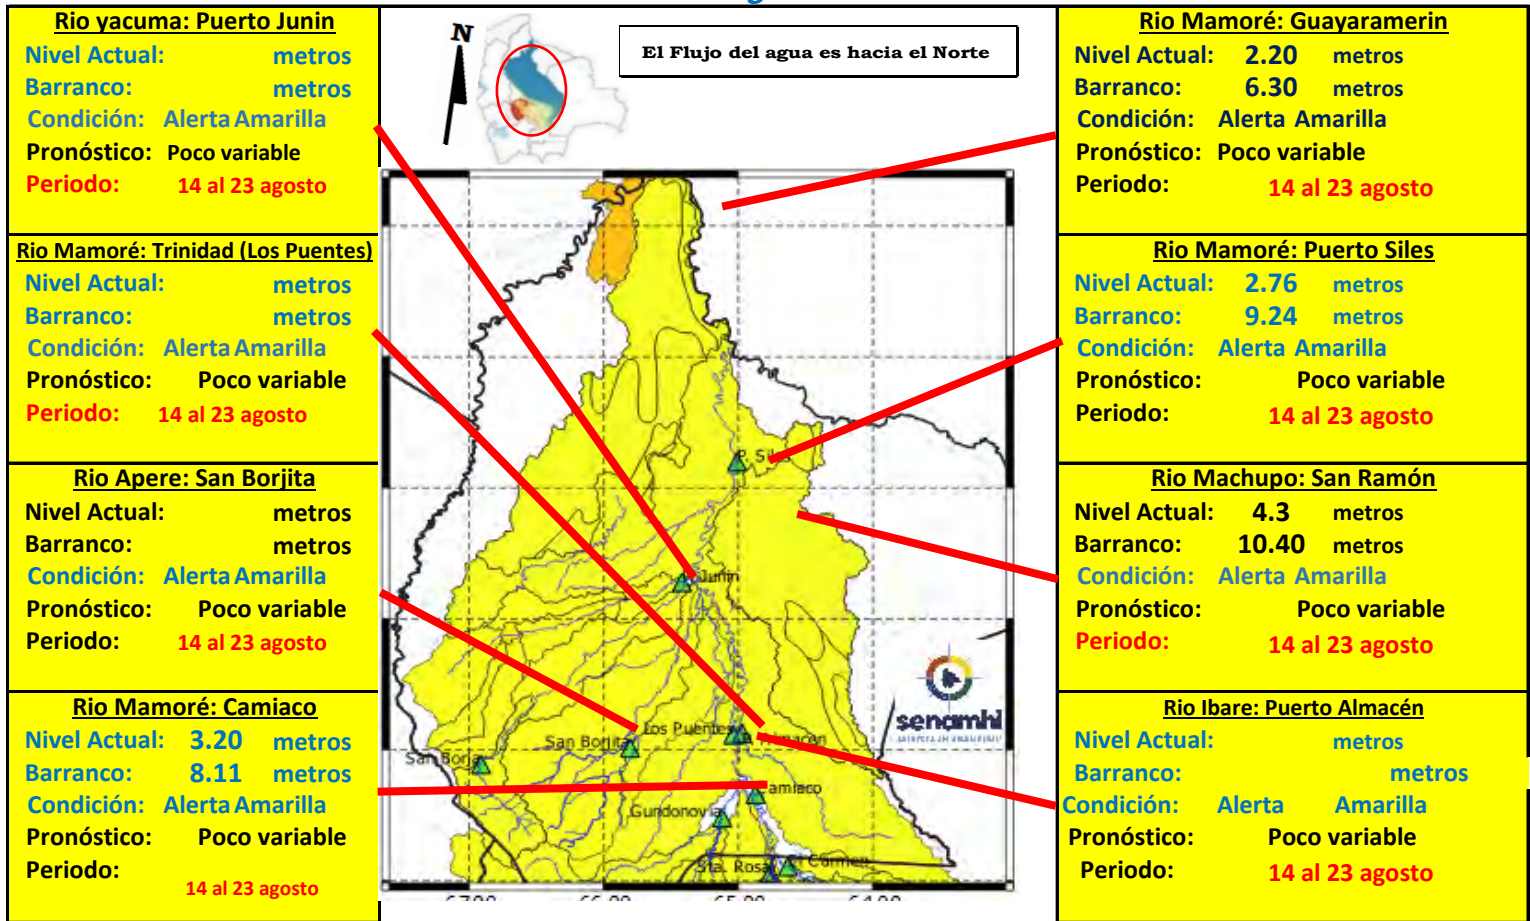 Rio yacuma: Puerto Junin
Nivel Actual: metros
Barranco: metros
Condición: Alerta Amarilla
Pronóstico: Poco variable
Periodo: 14 al 23 agosto
Rio Mamoré: Trinidad (Los Puentes)
Nivel Actual: metros
Barranco: metros
Condición: Alerta Amarilla
Pronóstico: Poco variable
Periodo: 14 al 23 agosto
Rio Apere: San Borjita
Nivel Actual: metros
Barranco: metros
Condición: Alerta Amarilla
Pronóstico: Poco variable
Periodo: 14 al 23 agosto
Rio Mamoré: Camiaco
Nivel Actual: 3.20 metros
Barranco: 8.11 metros
Condición: Alerta Amarilla
Pronóstico: Poco variable
Periodo:
14 al 23 agosto
N
El Flujo del agua es hacia el Norte
P. Siles
Junin
Los Puentes
San Borjita
San Borja
Gundonovia
Sta. Rosa
El Carmen
senamhi
Rio Mamoré: Guayaramerin
Nivel Actual: 2.20 metros
Barranco: 6.30 metros
Condición: Alerta Amarilla
Pronóstico: Poco variable
Periodo: 14 al 23 agosto
Rio Mamoré: Puerto Siles
Nivel Actual: 2.76 metros
Barranco: 9.24 metros
Condición: Alerta Amarilla
Pronóstico: Poco variable
Periodo: 14 al 23 agosto
Rio Machupo: San Ramón
Nivel Actual: 4.3 metros
Barranco: 10.40 metros
Condición: Alerta Amarilla
Pronóstico: Poco variable
Periodo: 14 al 23 agosto
Rio Ibare: Puerto Almacén
Nivel Actual: metros
Barranco: metros
Condición: Alerta Amarilla
Pronóstico: Poco variable
Periodo: 14 al 23 agosto